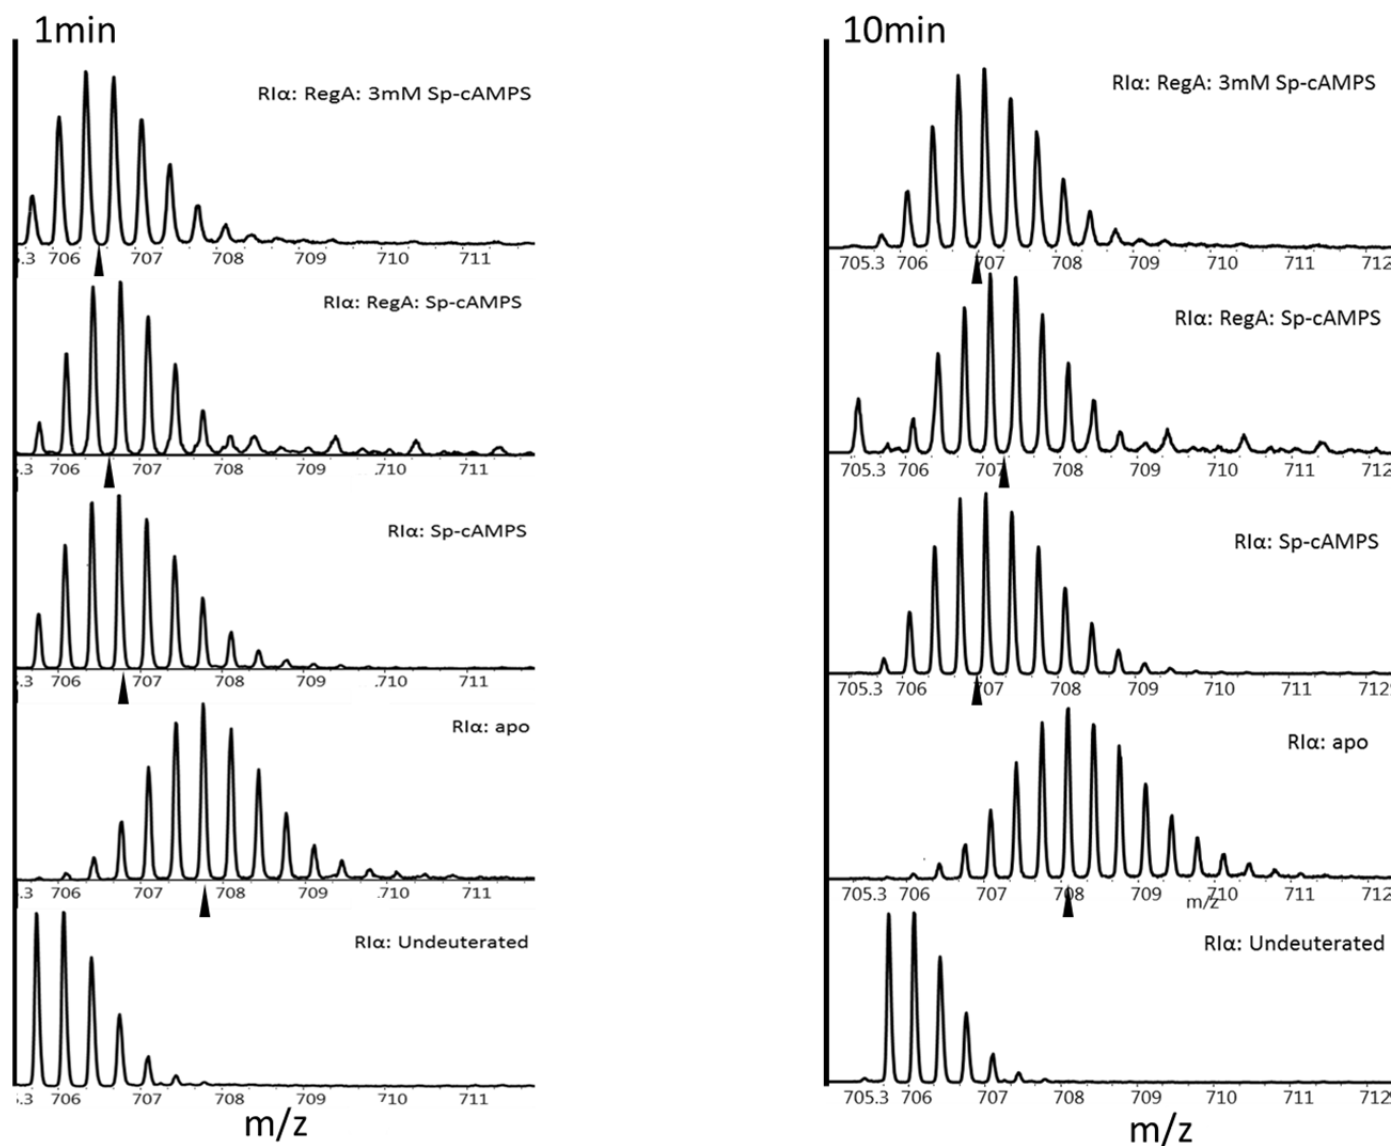 1min
RIα: RegA: 3mM Sp-cAMPS
.3 706 707 708 709 710 711
RIα: RegA: Sp-cAMPS
.3 706 707 708 709 710 711
RIα: Sp-cAMPS
.3 706 707 708 709 .710 711
RIα: apo
.3 706 707 708 709 .710 711
RIα: Undeuterated
.3 706 707 708 709 710 711
m/z
10min
RIα: RegA: 3mM Sp-cAMPS
705.3 706 707 708 709 710 711 712
RIα: RegA: Sp-cAMPS
705.3 706 707 708 709 710 711 712
RIα: Sp-cAMPS
705.3 706 707 708 709 710 711 712
RIα: apo
705.3 706 707 708 709 710 711 712
m/z
RIα: Undeuterated
705.3 706 707 708 709 710 711 712
m/z